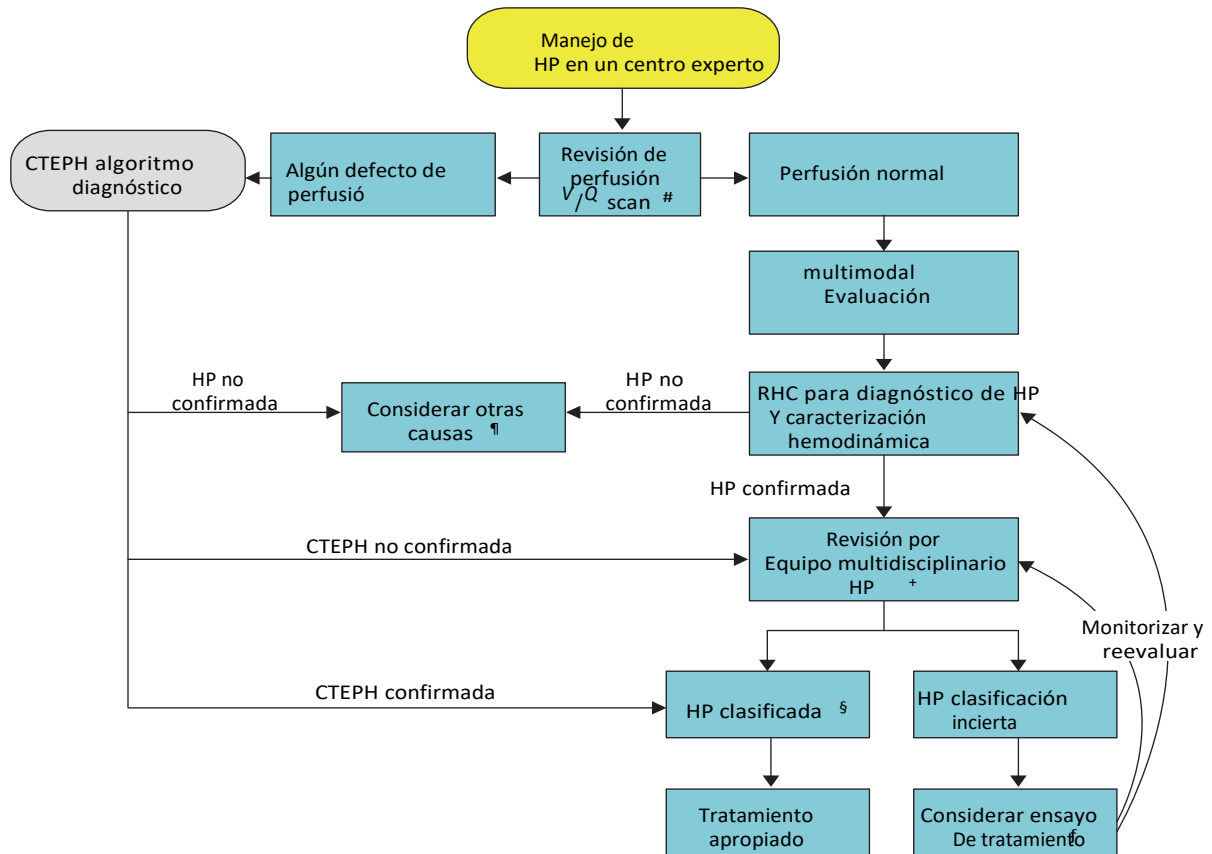 Manejo de
HP en un centro experto
CTEPH algoritmo
diagnóstico
Algún defecto de
perfusió
Revisión de
perfusión
V/Q scan #
Perfusión normal
multimodal
Evaluación
HP no
confirmada
Considerar otras
causas ¶
HP no
confirmada
RHC para diagnóstico de HP
Y caracterización
hemodinámica
HP confirmada
CTEPH no confirmada
Revisión por
Equipo multidisciplinario
HP +
Monitorizar y
reevaluar
CTEPH confirmada
HP clasificada §
HP clasificación
incierta
Tratamiento
apropiado
Considerar ensayo
De tratamiento ƒ